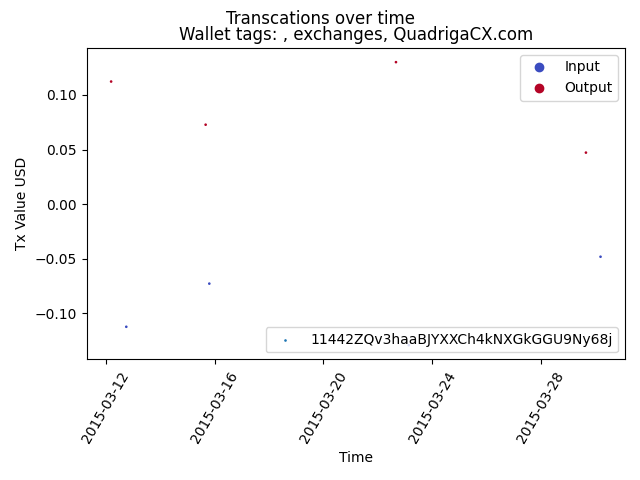 Transcations over time
Wallet tags: , exchanges, QuadrigaCX.com
Input
Output
0.10
0.05
0.00
−0.05
−0.10
Tx Value USD
11442ZQv3haaBJYXXCh4kNXGkGGU9Ny68j
2015-03-12
2015-03-16
2015-03-20
2015-03-24
2015-03-28
Time